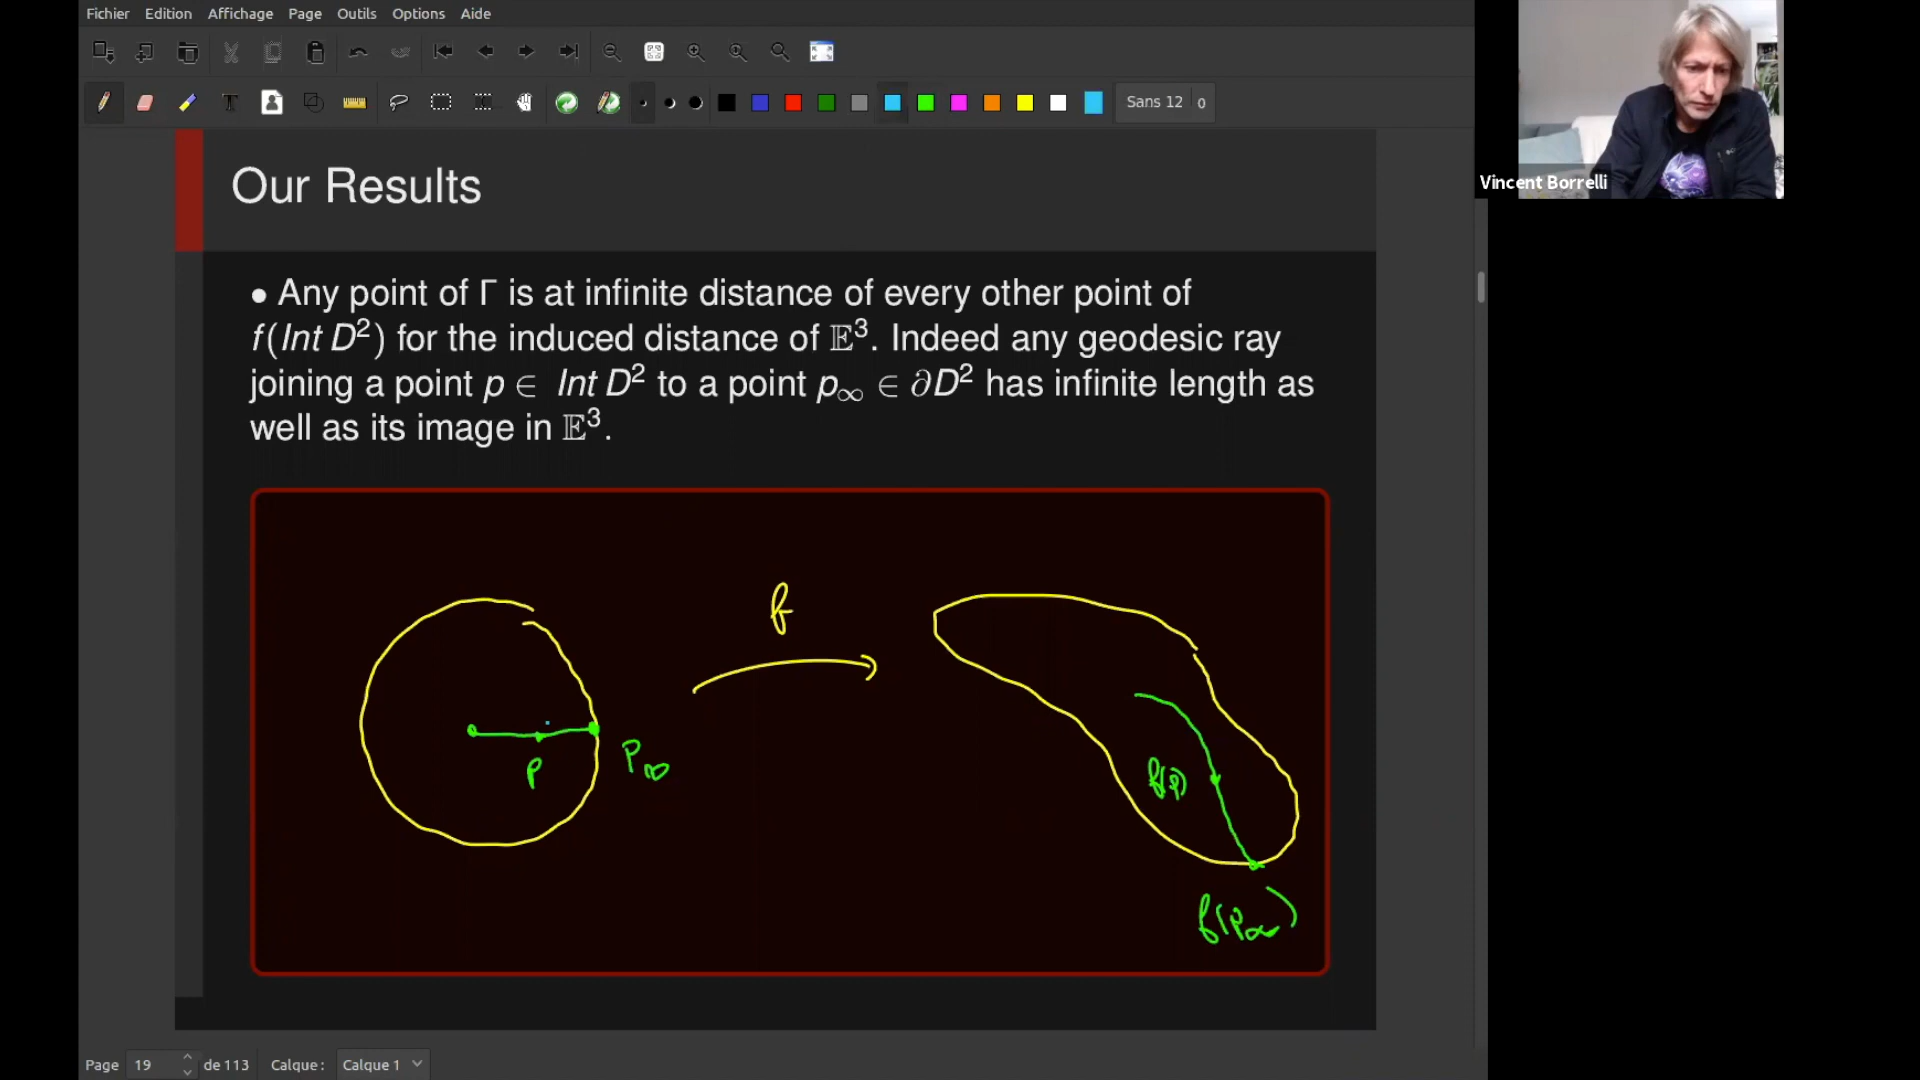 Fichier Edition Affichage Page Outils Options Aide
Sans 12 0
Vincent Borrelli
Our Results
• Any point of Γ is at infinite distance of every other point of
f(Int D²) for the induced distance of 𝔼³. Indeed any geodesic ray
joining a point p ∈ Int D² to a point p∞ ∈ ∂D² has infinite length as
well as its image in 𝔼³.
f
P
P∞
f(p)
f(p∞)
Page 19 de 113 Calque : Calque 1